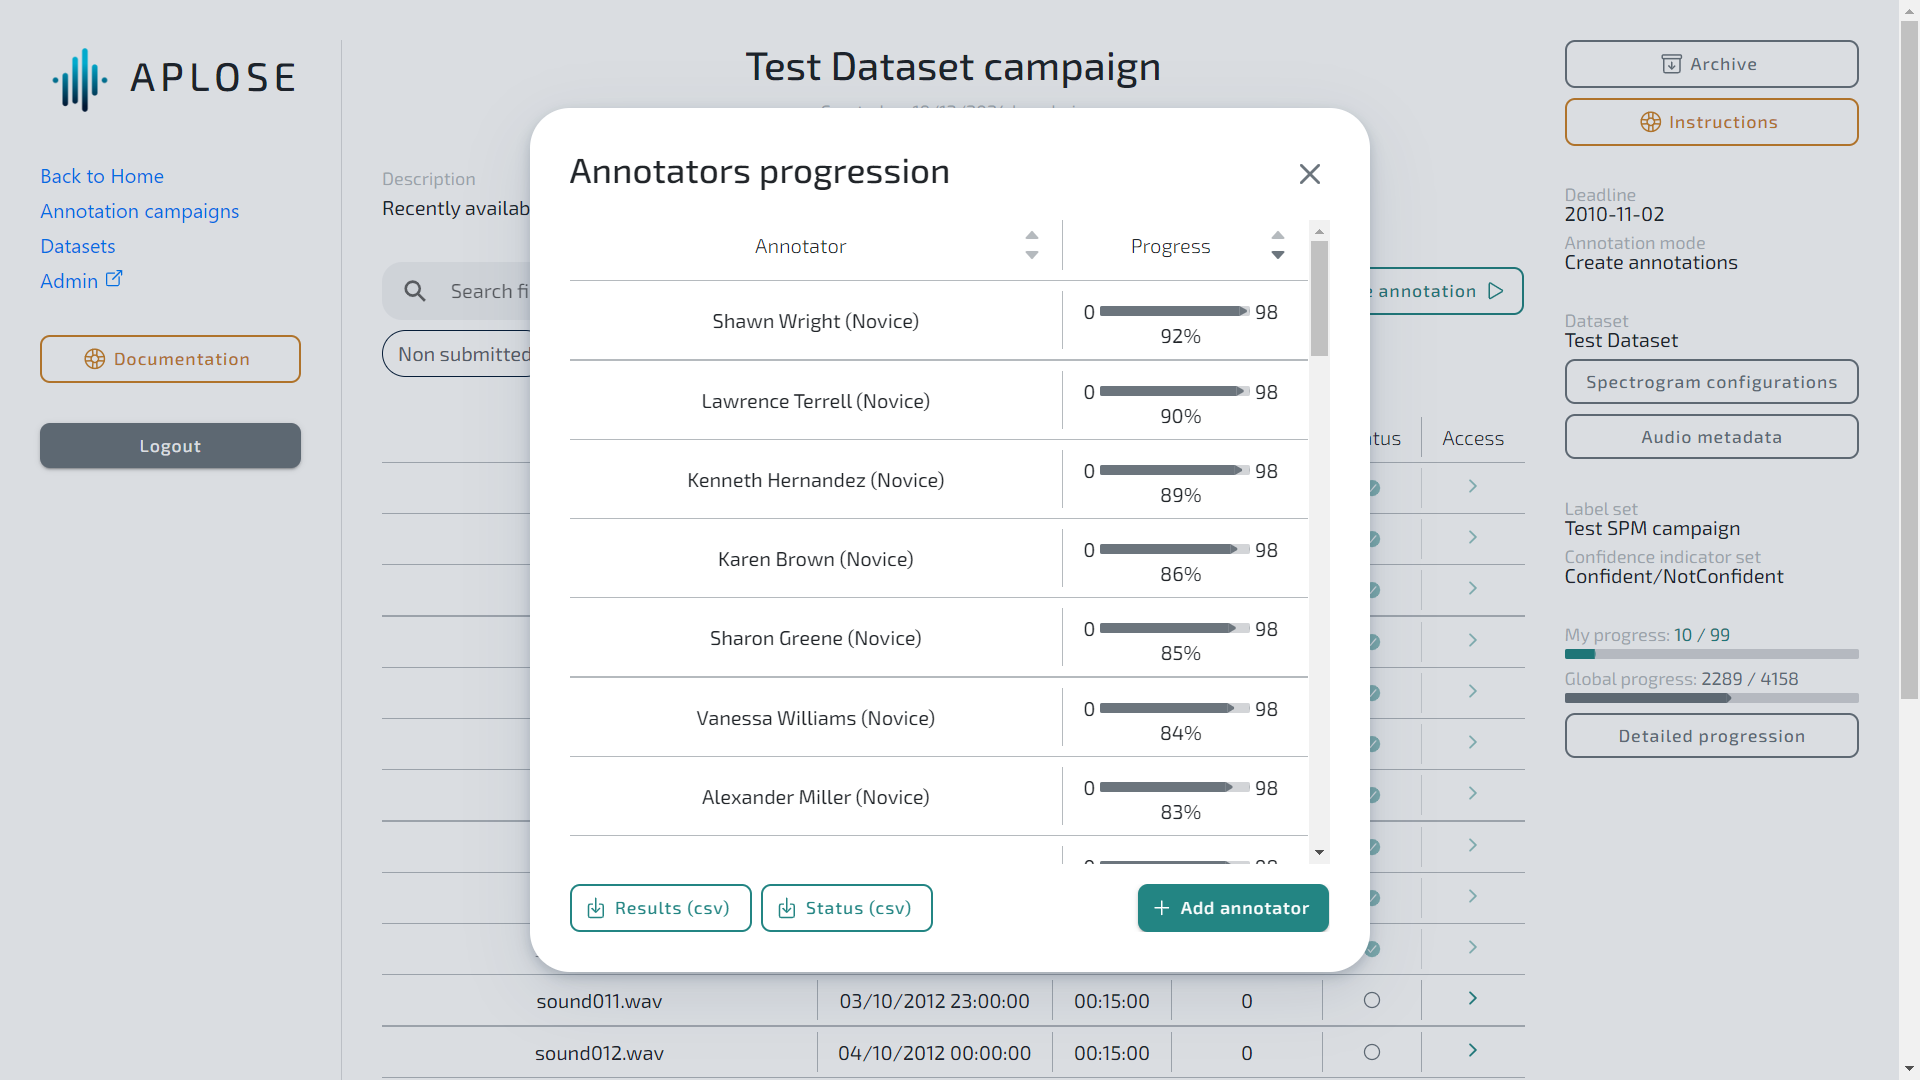 APLOSE
Back to Home
Annotation campaigns
Datasets
Admin
Documentation
Logout
Test Dataset campaign
Description
Recently availab
Search fi
Non submitted
annotation
Access
Annotators progression
Annotator
Progress
Shawn Wright (Novice)
0 98
92%
Lawrence Terrell (Novice)
0 98
90%
Kenneth Hernandez (Novice)
0 98
89%
Karen Brown (Novice)
0 98
86%
Sharon Greene (Novice)
0 98
85%
Vanessa Williams (Novice)
0 98
84%
Alexander Miller (Novice)
0 98
83%
Results (csv)
Status (csv)
Add annotator
sound011.wav 03/10/2012 23:00:00 00:15:00 0
sound012.wav 04/10/2012 00:00:00 00:15:00 0
Archive
Instructions
Deadline
2010-11-02
Annotation mode
Create annotations
Dataset
Test Dataset
Spectrogram configurations
Audio metadata
Label set
Test SPM campaign
Confidence indicator set
Confident/NotConfident
My progress: 10 / 99
Global progress: 2289 / 4158
Detailed progression